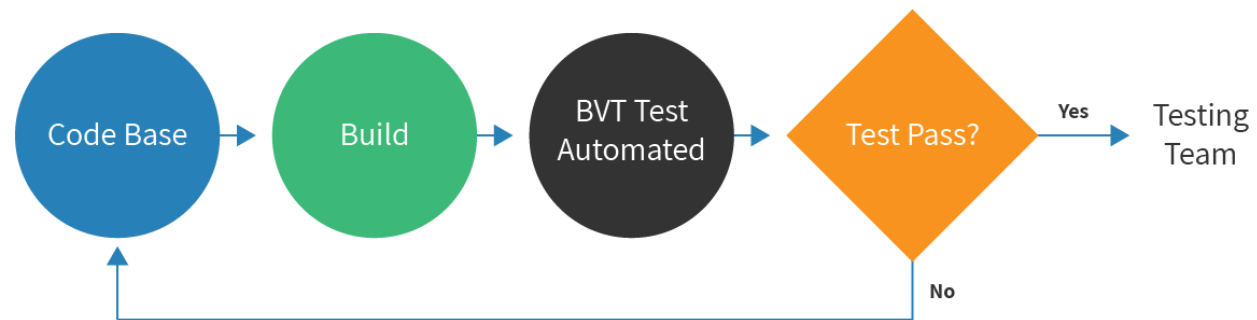 Code Base
Build
BVT Test
Automated
Test Pass?
Yes
Testing
Team
No